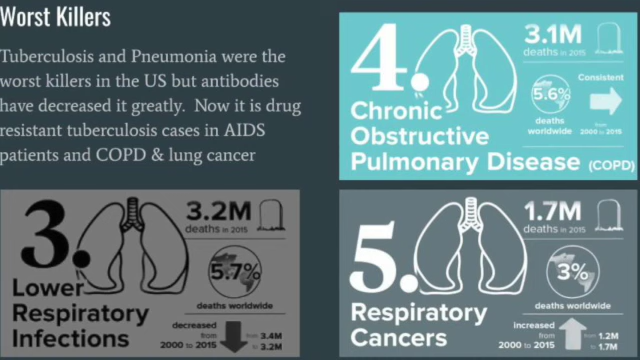 Worst Killers
Tuberculosis and Pneumonia were the
worst killers in the US but antibodies
have decreased it greatly. Now it is drug
resistant tuberculosis cases in AIDS
patients and COPD & lung cancer
4.
Chronic
Obstructive
Pulmonary Disease (COPD)
3.1M
deaths in 2015
5.6%
deaths
worldwide
Consistent
from
2000 to 2015
3.
Lower
Respiratory
Infections
3.2M
deaths in 2015
5.7%
deaths worldwide
decreased
from
2000 to 2015
from 3.4M
to 3.2M
5.
Respiratory
Cancers
1.7M
deaths in 2015
3%
deaths worldwide
increased
from
2000 to 2015
from 1.2M
to 1.7M